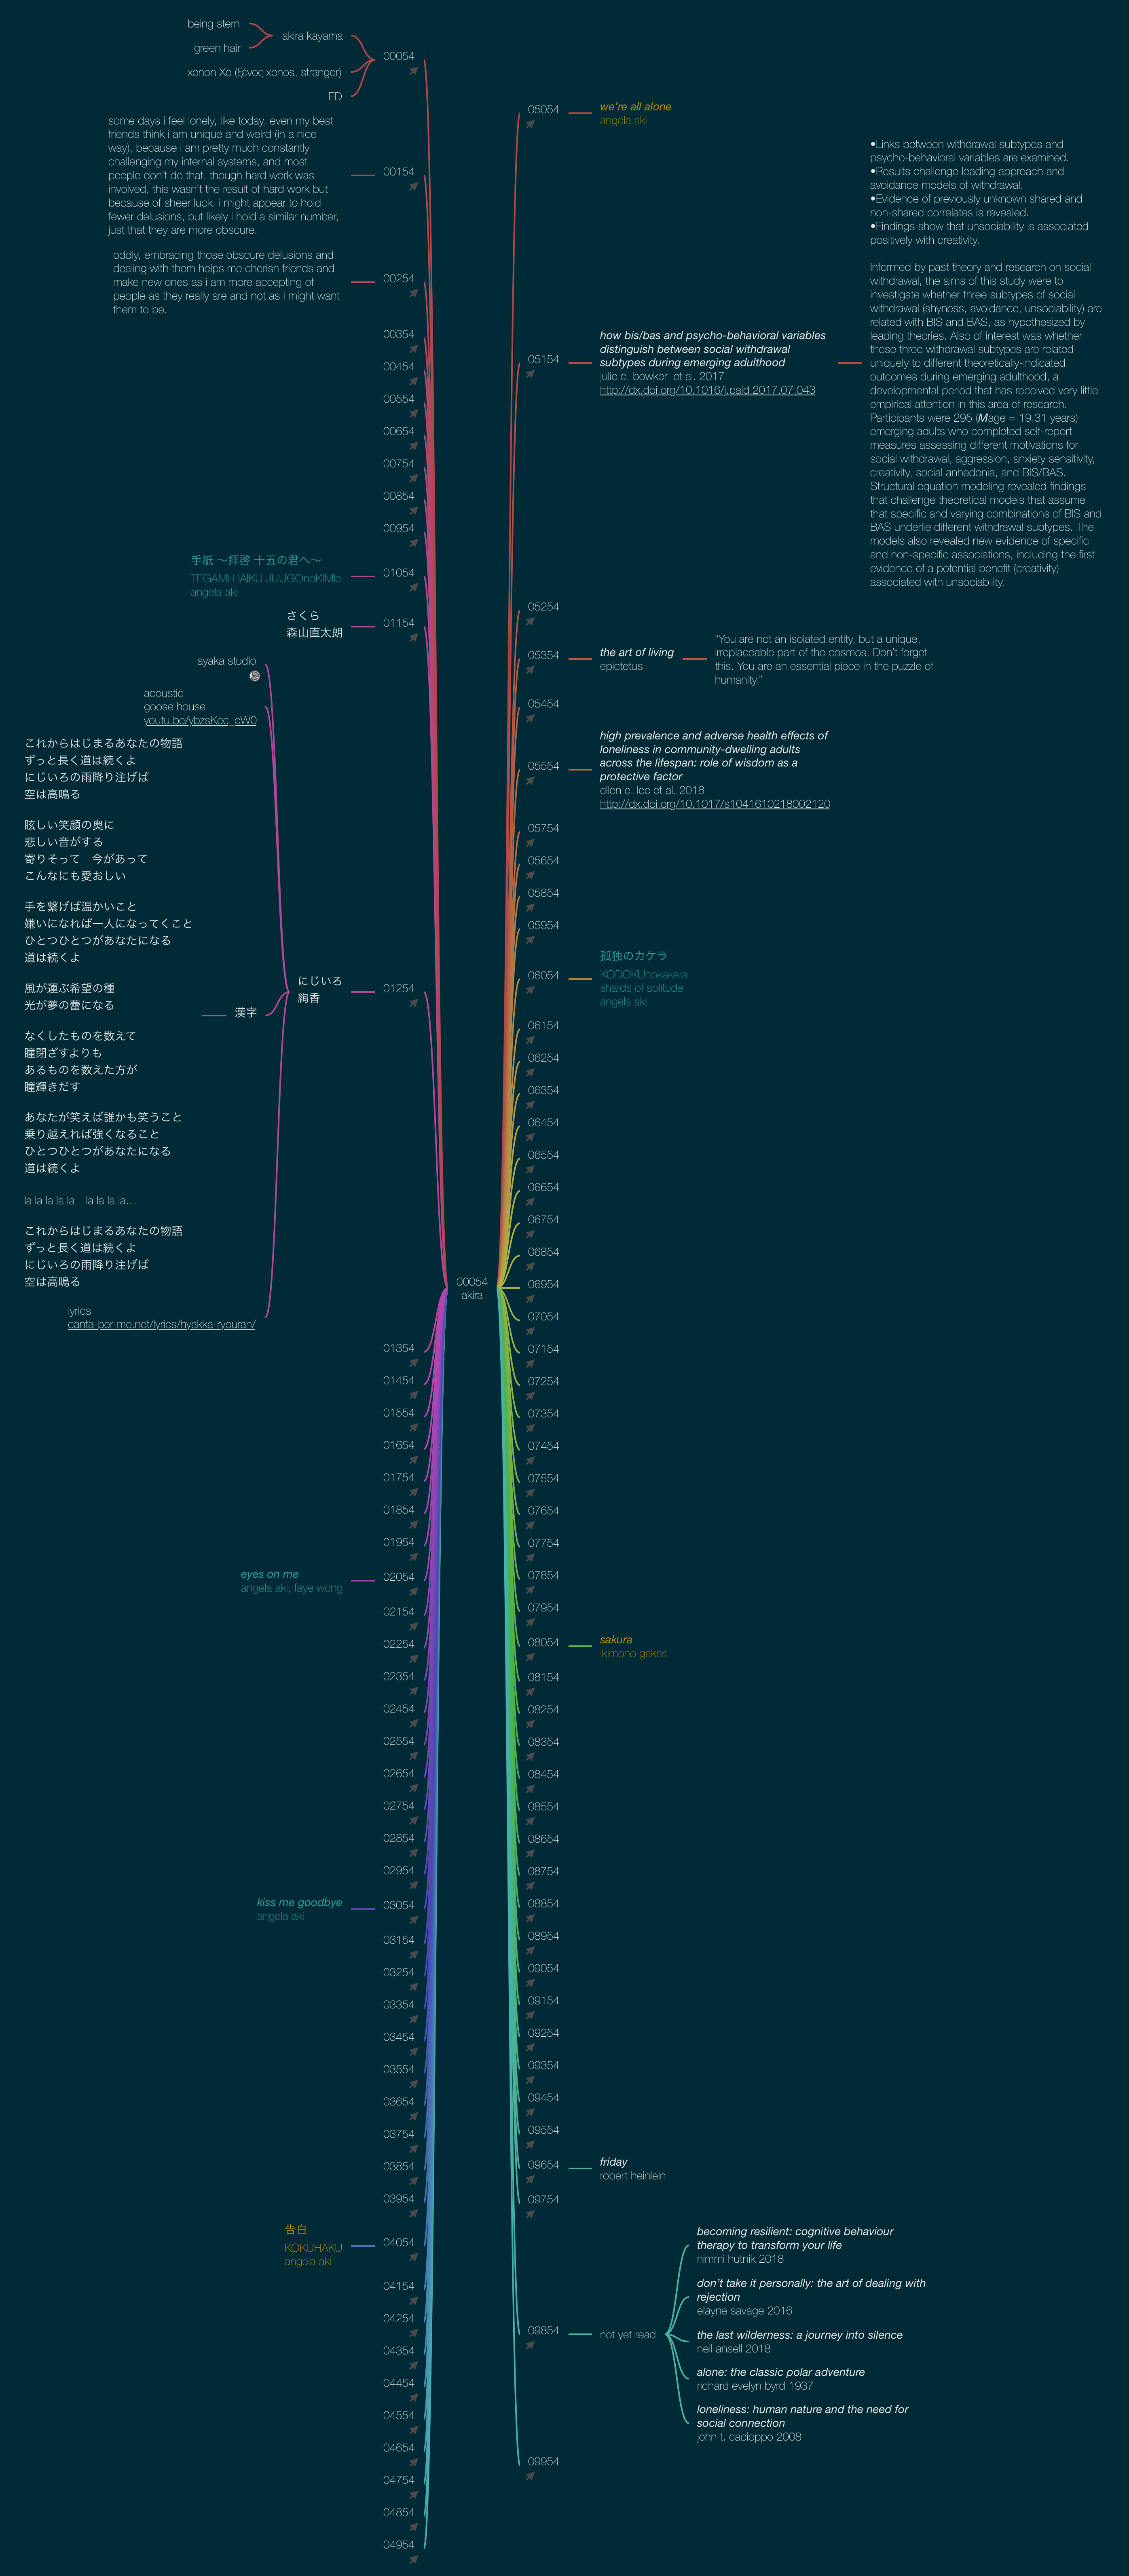 being stern
green hair
akira kayama
xenon Xe (ξένος xenos, stranger)
ED
00054
some days i feel lonely, like today. even my best
friends think i am unique and weird (in a nice
way), because i am pretty much constantly
challenging my internal systems, and most
people don't do that. though hard work was
involved, this wasn't the result of hard work but
because of sheer luck. i might appear to hold
fewer delusions, but likely i hold a similar number,
just that they are more obscure.
00154
oddly, embracing those obscure delusions and
dealing with them helps me cherish friends and
make new ones as i am more accepting of
people as they really are and not as i might want
them to be.
00254
00354
00454
00554
00654
00754
00854
00954
手紙 〜拝啓 十五の君へ〜
TEGAMI HAIKU JUUGOnoKIMIe
angela aki
01054
さくら
森山直太朗
01154
ayaka studio
acoustic
goose house
youtu.be/ybzsKec_cW0
これからはじまるあなたの物語
ずっと長く道は続くよ
にじいろの雨降り注げば
空は高鳴る
眩しい笑顔の奥に
悲しい音がする
寄りそって 今があって
こんなにも愛おしい
手を繋げば温かいこと
嫌いになれば一人になってくこと
ひとつひとつがあなたになる
道は続くよ
風が運ぶ希望の種
光が夢の蕾になる
なくしたものを数えて
瞳閉ざすよりも
あるものを数えた方が
瞳輝きだす
あなたが笑えば誰かも笑うこと
乗り越えれば強くなること
ひとつひとつがあなたになる
道は続くよ
la la la la la la la la la…
これからはじまるあなたの物語
ずっと長く道は続くよ
にじいろの雨降り注げば
空は高鳴る
漢字
lyrics
canta-per-me.net/lyrics/hyakka-ryouran/
にじいろ
絢香
01254
00054
akira
01354
01454
01554
01654
01754
01854
01954
eyes on me
angela aki, faye wong
02054
02154
02254
02354
02454
02554
02654
02754
02854
02954
kiss me goodbye
angela aki
03054
03154
03254
03354
03454
03554
03654
03754
03854
03954
告白
KOKUHAKU
angela aki
04054
04154
04254
04354
04454
04554
04654
04754
04854
04954
05054
we're all alone
angela aki
05154
how bis/bas and psycho-behavioral variables
distinguish between social withdrawal
subtypes during emerging adulthood
julie c. bowker et al. 2017
http://dx.doi.org/10.1016/j.paid.2017.07.043
•Links between withdrawal subtypes and
psycho-behavioral variables are examined.
•Results challenge leading approach and
avoidance models of withdrawal.
•Evidence of previously unknown shared and
non-shared correlates is revealed.
•Findings show that unsociability is associated
positively with creativity.
Informed by past theory and research on social
withdrawal, the aims of this study were to
investigate whether three subtypes of social
withdrawal (shyness, avoidance, unsociability) are
related with BIS and BAS, as hypothesized by
leading theories. Also of interest was whether
these three withdrawal subtypes are related
uniquely to different theoretically-indicated
outcomes during emerging adulthood, a
developmental period that has received very little
empirical attention in this area of research.
Participants were 295 (Mage = 19.31 years)
emerging adults who completed self-report
measures assessing different motivations for
social withdrawal, aggression, anxiety sensitivity,
creativity, social anhedonia, and BIS/BAS.
Structural equation modeling revealed findings
that challenge theoretical models that assume
that specific and varying combinations of BIS and
BAS underlie different withdrawal subtypes. The
models also revealed new evidence of specific
and non-specific associations, including the first
evidence of a potential benefit (creativity)
associated with unsociability.
05254
05354
the art of living
epictetus
“You are not an isolated entity, but a unique,
irreplaceable part of the cosmos. Don't forget
this. You are an essential piece in the puzzle of
humanity.”
05454
05554
high prevalence and adverse health effects of
loneliness in community-dwelling adults
across the lifespan: role of wisdom as a
protective factor
ellen e. lee et al. 2018
http://dx.doi.org/10.1017/s1041610218002120
05754
05654
05854
05954
06054
孤独のカケラ
KODOKUnokakera
shards of solitude
angela aki
06154
06254
06354
06454
06554
06654
06754
06854
06954
07054
07154
07254
07354
07454
07554
07654
07754
07854
07954
08054
sakura
ikimono gakari
08154
08254
08354
08454
08554
08654
08754
08854
08954
09054
09154
09254
09354
09454
09554
09654
friday
robert heinlein
09754
09854
not yet read
becoming resilient: cognitive behaviour
therapy to transform your life
nimmi hutnik 2018
don't take it personally: the art of dealing with
rejection
elayne savage 2016
the last wilderness: a journey into silence
neil ansell 2018
alone: the classic polar adventure
richard evelyn byrd 1937
loneliness: human nature and the need for
social connection
john t. cacioppo 2008
09954